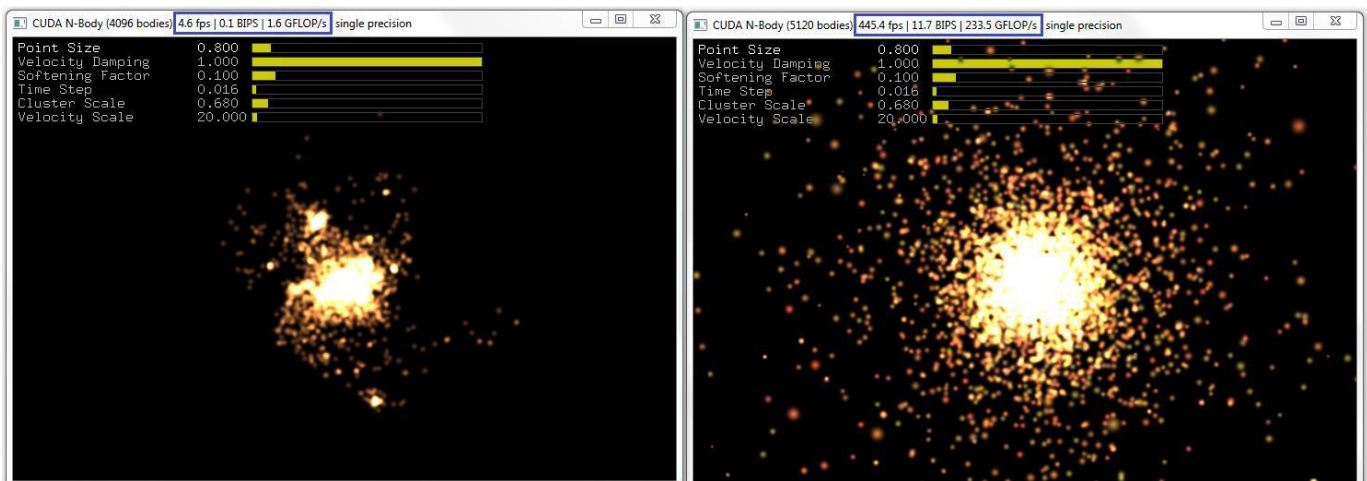 CUDA N-Body (4096 bodies) 4.6 fps | 0.1 BIPS | 1.6 GFLOP/s single precision
Point Size 0.800
Velocity Damping 1.000
Softening Factor 0.100
Time Step 0.016
Cluster Scale 0.680
Velocity Scale 20.000
CUDA N-Body (5120 bodies) 445.4 fps | 11.7 BIPS | 233.5 GFLOP/s single precision
Point Size 0.800
Velocity Damping 1.000
Softening Factor 0.100
Time Step 0.016
Cluster Scale 0.680
Velocity Scale 20.000